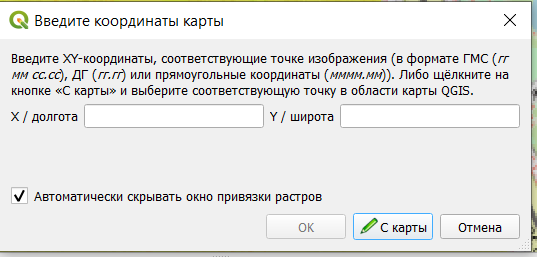 Введите координаты карты
Введите XY-координаты, соответствующие точке изображения (в формате ГМС (гг
мм сс.сс), ДГ (гг.гг) или прямоугольные координаты (мммм.мм)). Либо щёлкните на
кнопке «С карты» и выберите соответствующую точку в области карты QGIS.
X / долгота Y / широта
Автоматически скрывать окно привязки растров
OK С карты Отмена